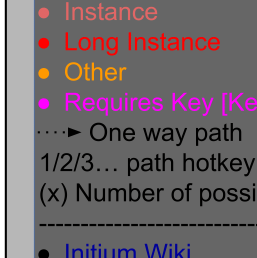 Instance
Long Instance
Other
Requires Key [Ke
One way path
1/2/3... path hotkey
(x) Number of possi
Initium Wiki